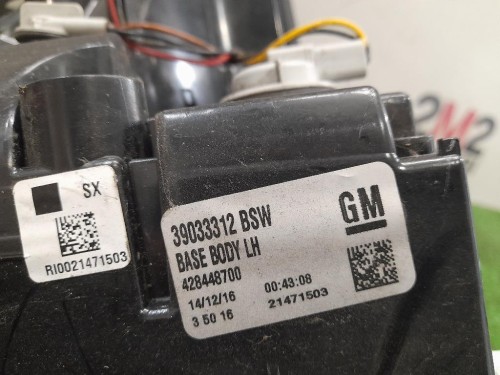 SX
RI0021471503
39033312 BSW
BASE BODY LH
428448700
14/12/16 00:43:08
3 50 16 21471503
GM
M2